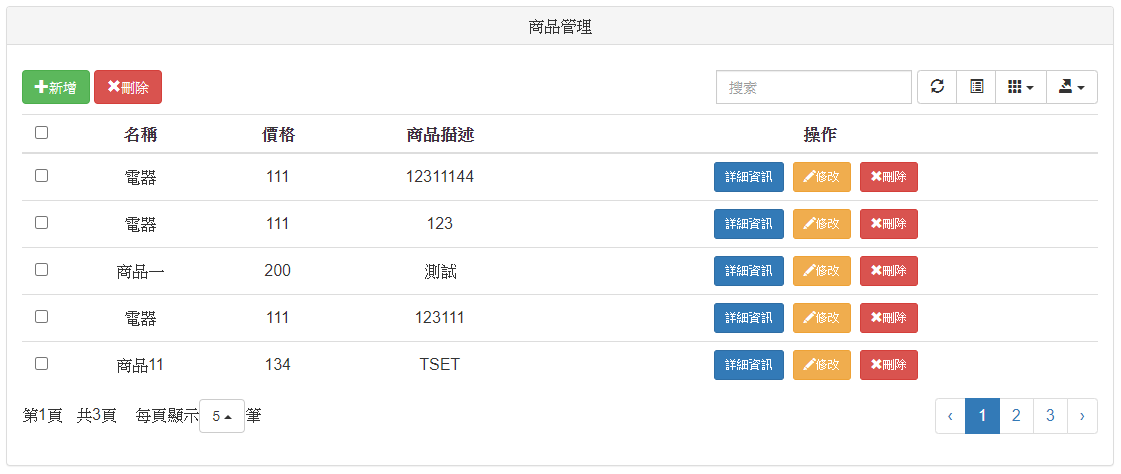 商品管理
新增 刪除 搜索
名稱 價格 商品描述 操作
電器 111 12311144 詳細資訊 修改 刪除
電器 111 123 詳細資訊 修改 刪除
商品一 200 測試 詳細資訊 修改 刪除
電器 111 123111 詳細資訊 修改 刪除
商品11 134 TSET 詳細資訊 修改 刪除
第1頁 共3頁 每頁顯示 5 筆 ‹ 1 2 3 ›